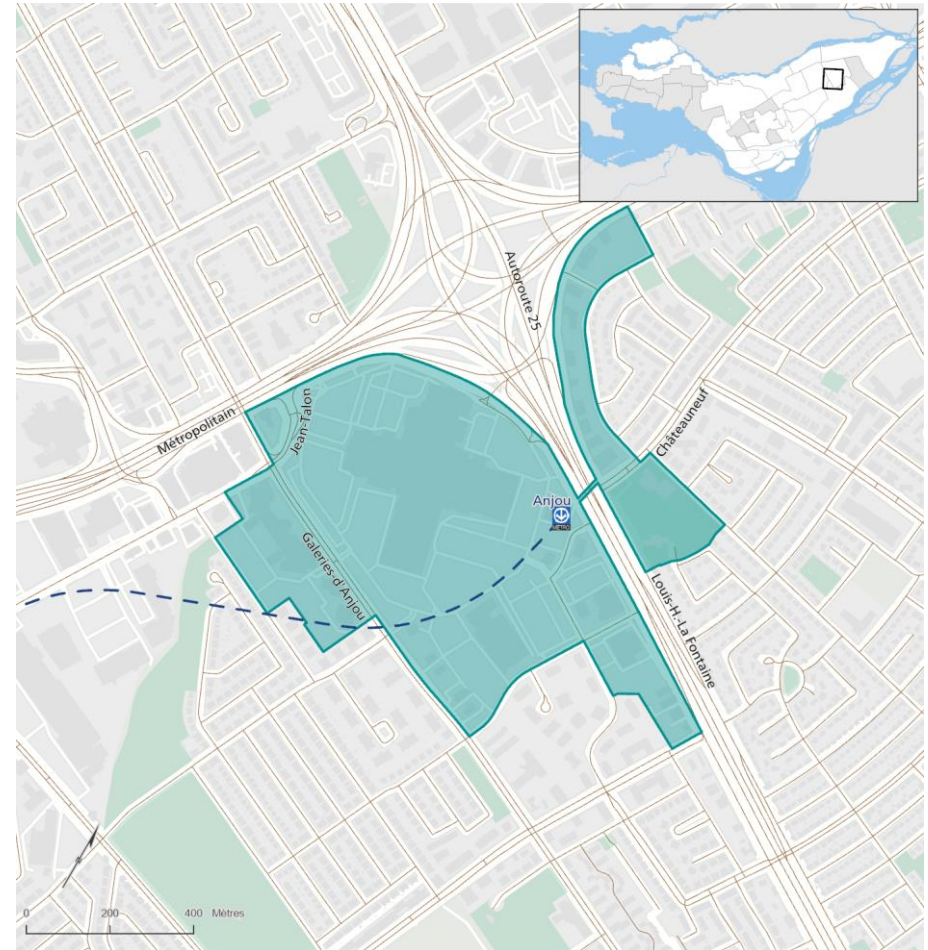 Autoroute 25
Châteauneuf
Jean-Talon
Métropolitain
Anjou
MÉTRO
Galeries-d'Anjou
Louis-H.-La Fontaine
0 200 400 Mètres